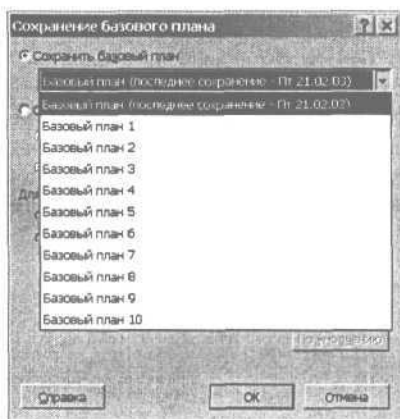 Сохранение базового плана
Сохранить базовый план
Базовый план (последнее сохранение - Пт 21.02.03)
Базовый план (последнее сохранение - Пт 21.02.03)
Базовый план 1
Базовый план 2
Базовый план 3
Базовый план 4
Базовый план 5
Базовый план 6
Базовый план 7
Базовый план 8
Базовый план 9
Базовый план 10
По умолчанию
Справка
ОК
Отмена